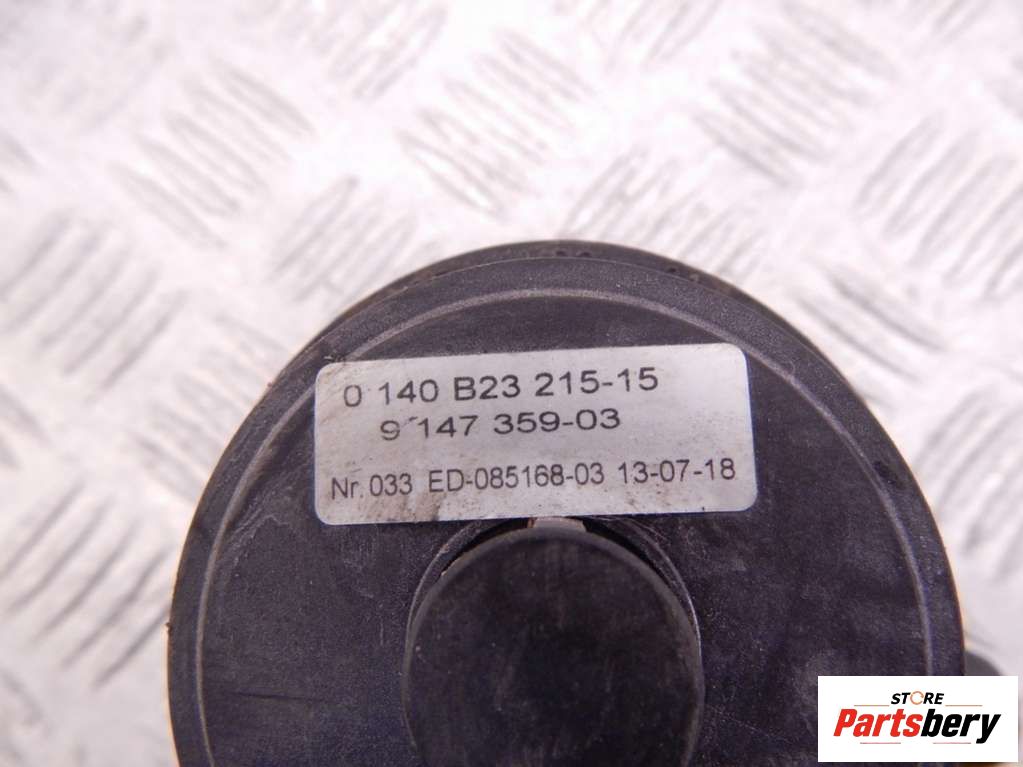 0 140 B23 215-15
9 147 359-03
Nr. 033 ED-085168-03 13-07-18
STORE
Partsbery